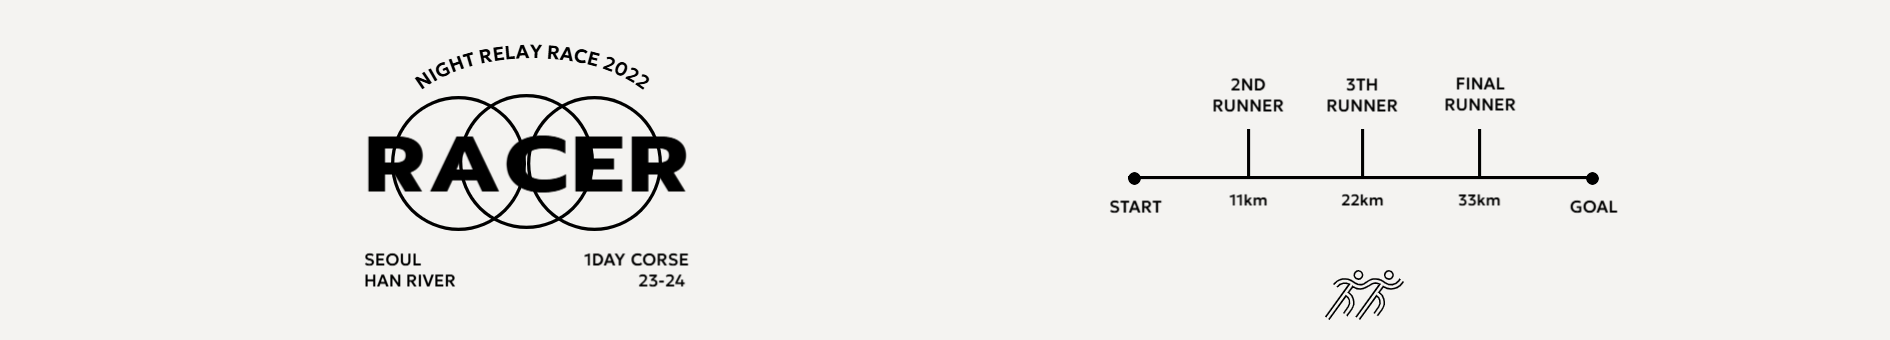 NIGHT RELAY RACE 2022
RACER
SEOUL
HAN RIVER
1DAY CORSE
23-24
2ND
RUNNER
3TH
RUNNER
FINAL
RUNNER
START
11km
22km
33km
GOAL